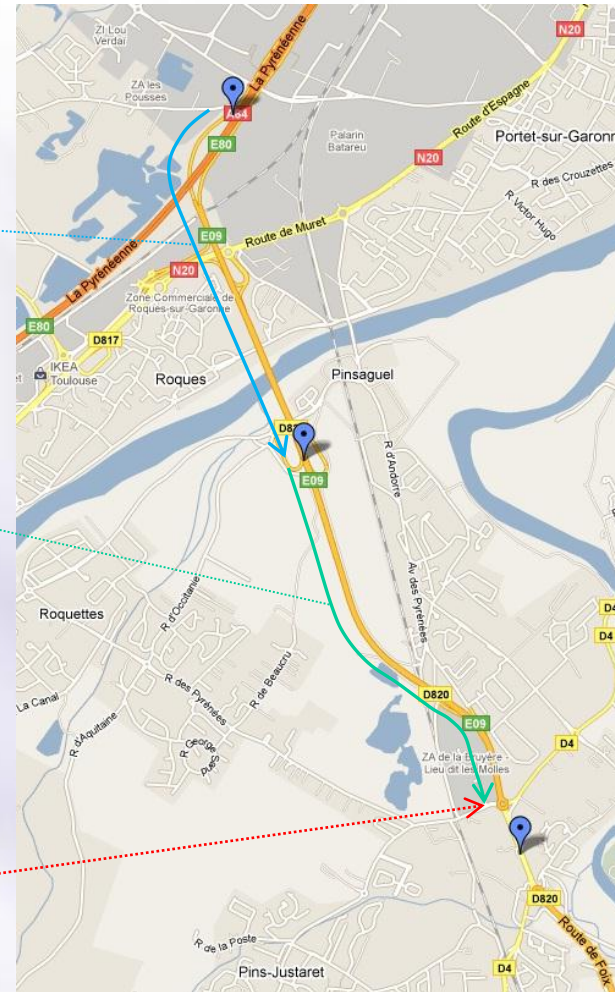 ZI Lou
Verdai
La Pyrénéenne
N20
ZA les
Pousses
A64
E80
Palarin
Batareu
Route d'Espagne
Portet-sur-Garonn
N20
R des Crouzettes
R Victor Hugo
E09
Route de Muret
N20
La Pyrénéenne
Zone Commerciale de
Roques-sur-Garonne
E80
D817
IKEA
Toulouse
Roques
Pinsaguel
E09
R d'Andorre
R d'Occitanie
Av des Pyrénées
Roquettes
D4
D4
R de Beaucru
R des Pyrénées
La Canal
R d'Aquitaine
D820
E09
D4
ZA de la Bruyère -
Lieu dit les Molles
D820
Route de Foix
R de la Poste
Pins-Justaret
D4